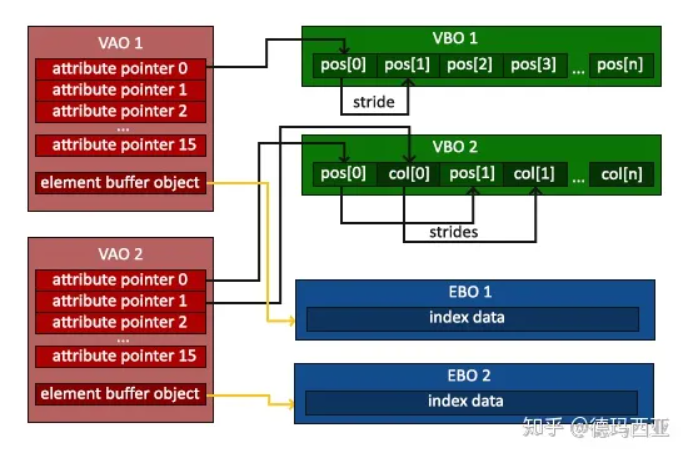 VAO 1
attribute pointer 0
attribute pointer 1
attribute pointer 2
...
attribute pointer 15
element buffer object
VBO 1
pos[0] pos[1] pos[2] pos[3] ... pos[n]
stride
VBO 2
pos[0] col[0] pos[1] col[1] ... col[n]
strides
VAO 2
attribute pointer 0
attribute pointer 1
attribute pointer 2
...
attribute pointer 15
element buffer object
EBO 1
index data
EBO 2
index data
知乎 @德玛西亚